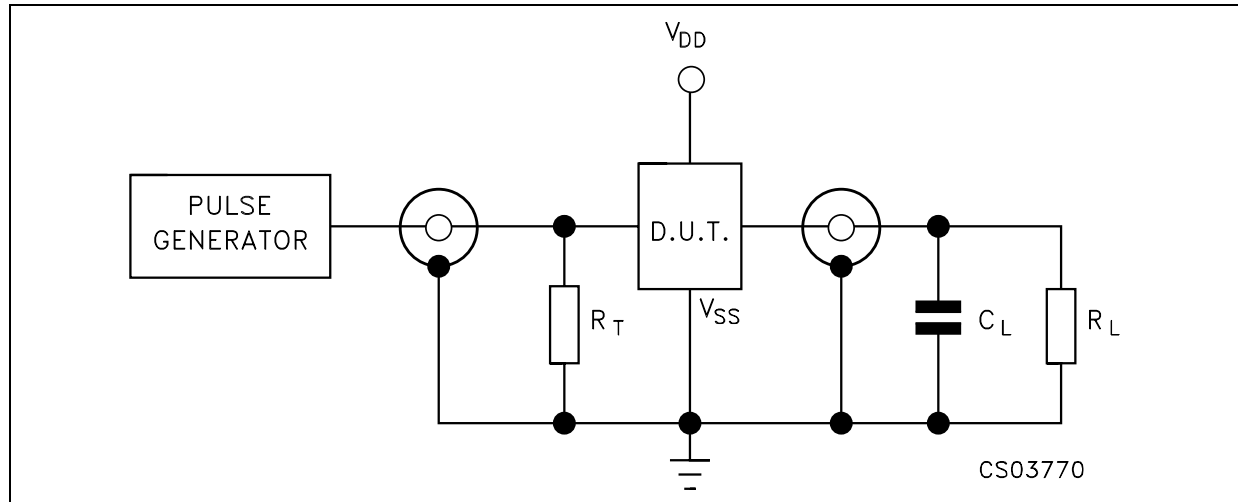 VDD
PULSE
GENERATOR
D.U.T.
VSS
RT
CL
RL
CS03770